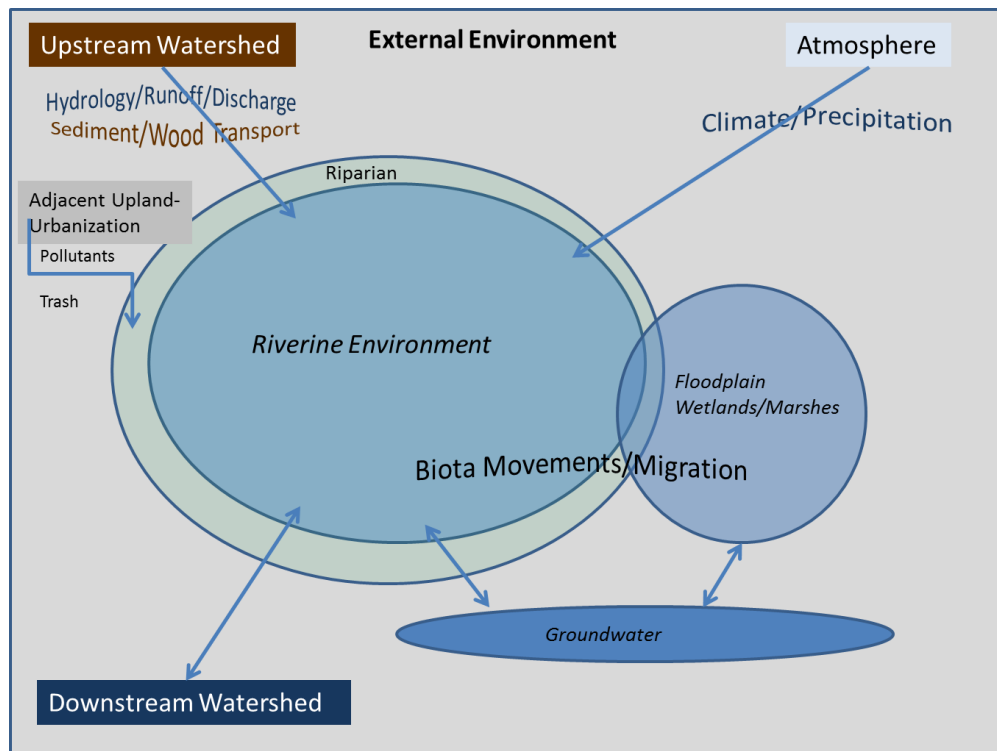 Upstream Watershed
External Environment
Atmosphere
Hydrology/Runoff/Discharge
Sediment/Wood Transport
Climate/Precipitation
Riparian
Adjacent Upland-
Urbanization
Pollutants
Trash
Riverine Environment
Floodplain
Wetlands/Marshes
Biota Movements/Migration
Groundwater
Downstream Watershed